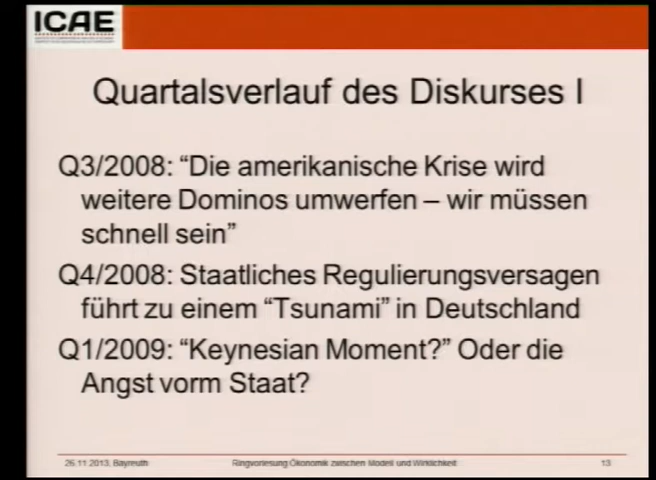 ICAE
Quartalsverlauf des Diskurses I
Q3/2008: “Die amerikanische Krise wird
weitere Dominos umwerfen – wir müssen
schnell sein”
Q4/2008: Staatliches Regulierungsversagen
führt zu einem “Tsunami” in Deutschland
Q1/2009: “Keynesian Moment?” Oder die
Angst vorm Staat?
26.11.2013, Bayreuth
Ringvorlesung Ökonomik zwischen Modell und Wirklichkeit
13